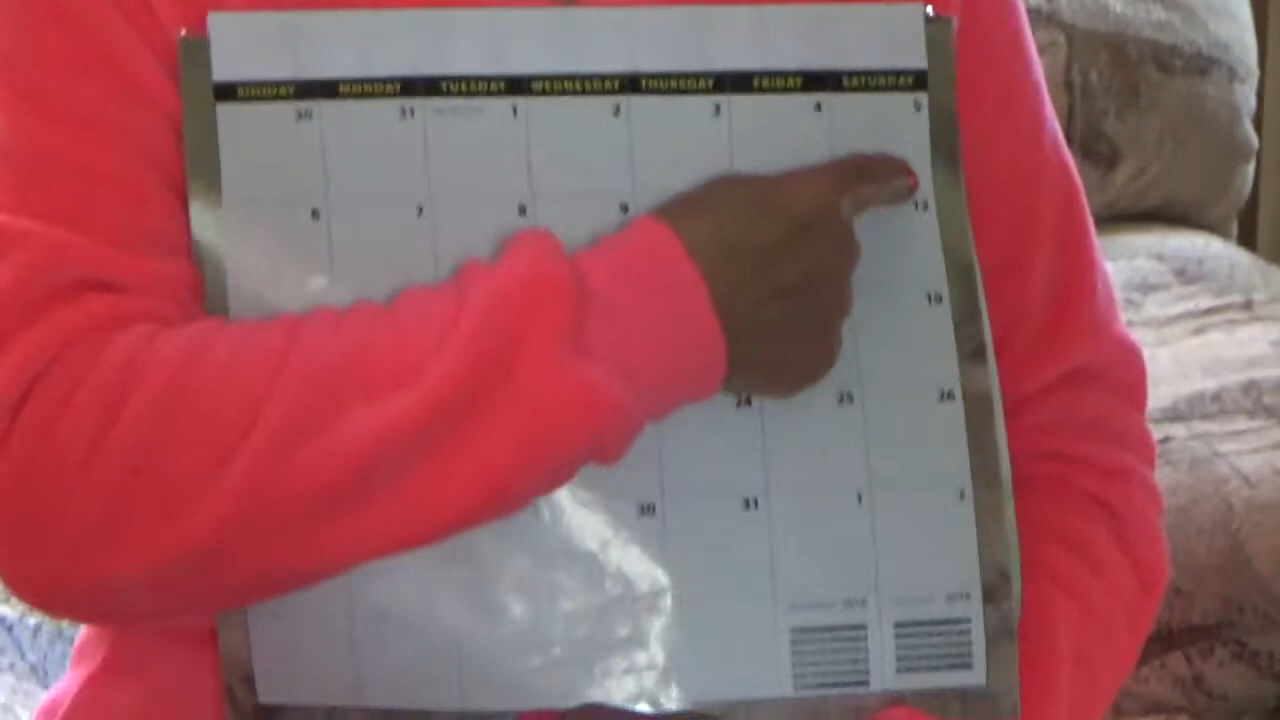 SUNDAY MONDAY TUESDAY WEDNESDAY THURSDAY FRIDAY SATURDAY
30 31 1 2 3 4 5
6 7 8 9 12
19
24 25 26
30 31 1 2